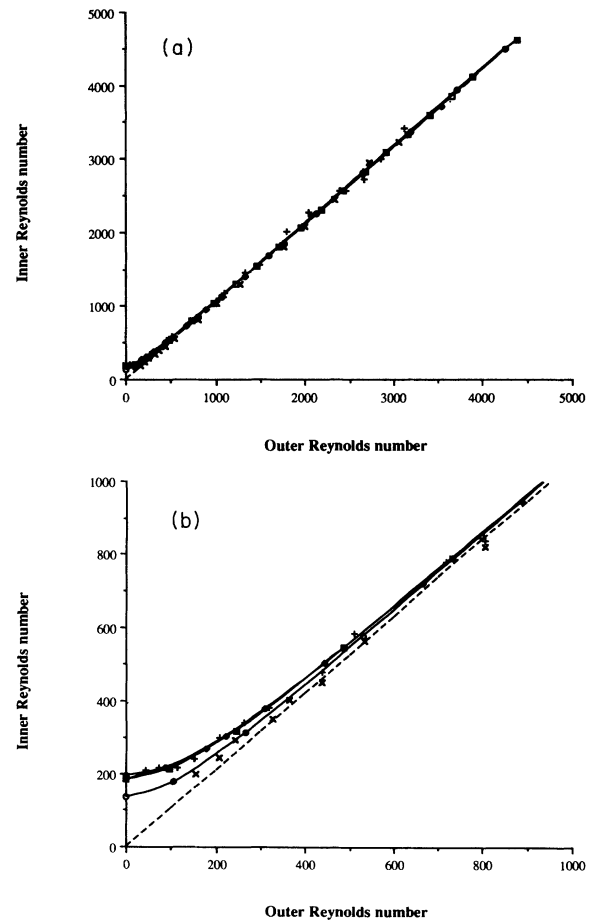 5000
(a)
4000
3000
Inner Reynolds number
2000
1000
0
0 1000 2000 3000 4000 5000
Outer Reynolds number
1000
(b)
800
600
Inner Reynolds number
400
200
0
0 200 400 600 800 1000
Outer Reynolds number